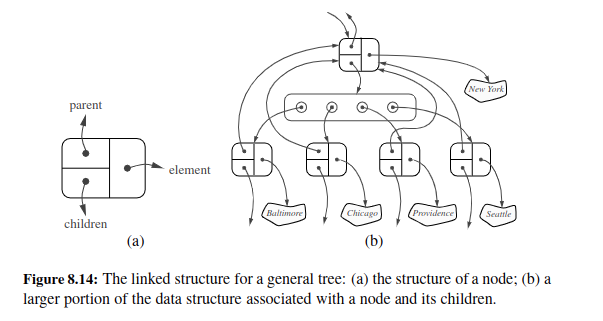 New York
parent
element
children
Baltimore
Chicago
Providence
Seattle
(a)
(b)
Figure 8.14: The linked structure for a general tree: (a) the structure of a node; (b) a
larger portion of the data structure associated with a node and its children.